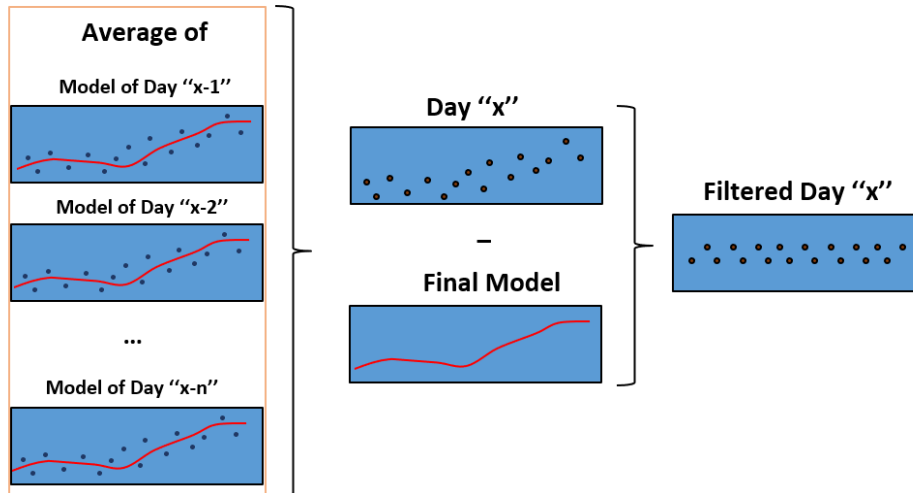 Average of
Model of Day “x-1”
Model of Day “x-2”
...
Model of Day “x-n”
Day “x”
–
Final Model
Filtered Day “x”